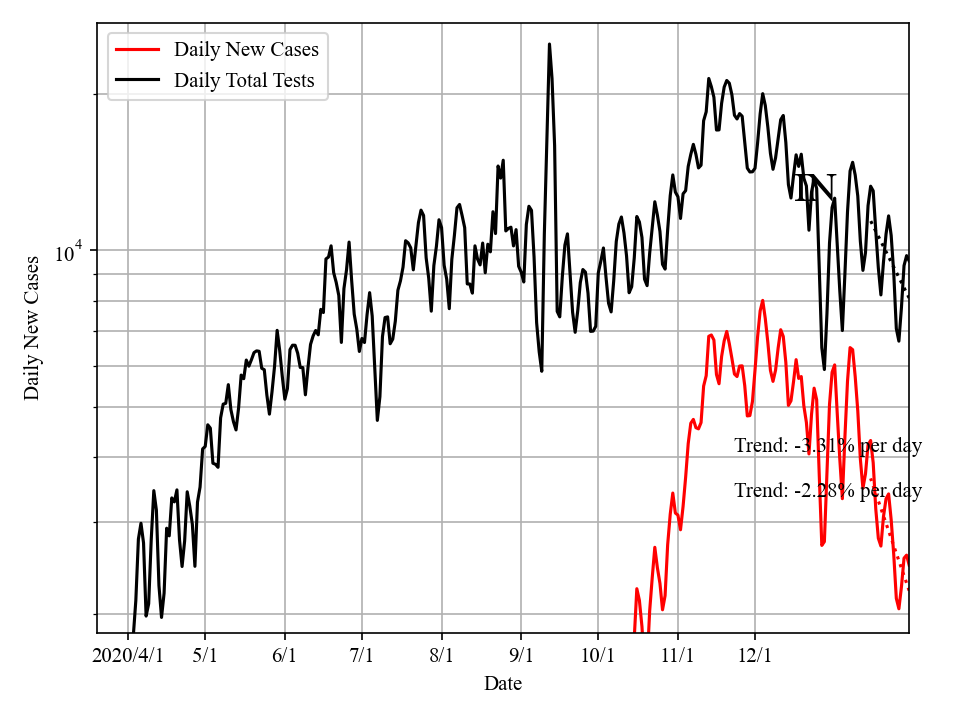 Daily New Cases
Daily Total Tests
IN
10^4
Daily New Cases
Trend: -3.31% per day
Trend: -2.28% per day
2020/4/1 5/1 6/1 7/1 8/1 9/1 10/1 11/1 12/1
Date